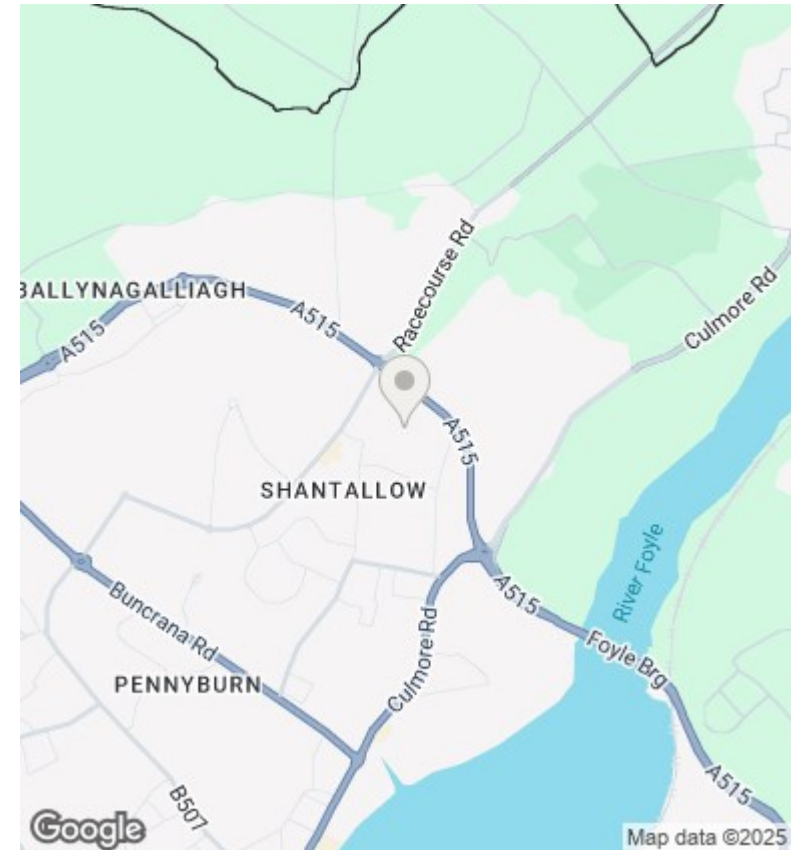 Racecourse Rd
BALLYNAGALLIAGH
A515
A515
Culmore Rd
A515
SHANTALLOW
River Foyle
A515
Foyle Brg
Buncrana Rd
Culmore Rd
PENNYBURN
A515
B507
Google
Map data ©2025